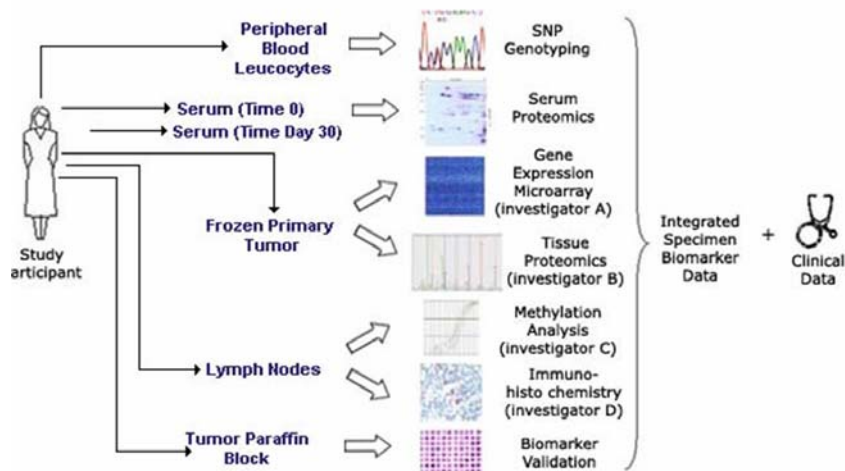 Peripheral
Blood
Leucocytes
SNP
Genotyping
Serum (Time 0)
Serum (Time Day 30)
Serum
Proteomics
Gene
Expression
Microarray
(investigator A)
Frozen Primary
Tumor
Tissue
Proteomics
(investigator B)
Study
articipant
Methylation
Analysis
(investigator C)
Lymph Nodes
Immuno-
histo chemistry
(investigator D)
Tumor Paraffin
Block
Biomarker
Validation
Integrated
Specimen
Biomarker
Data
+
Clinical
Data